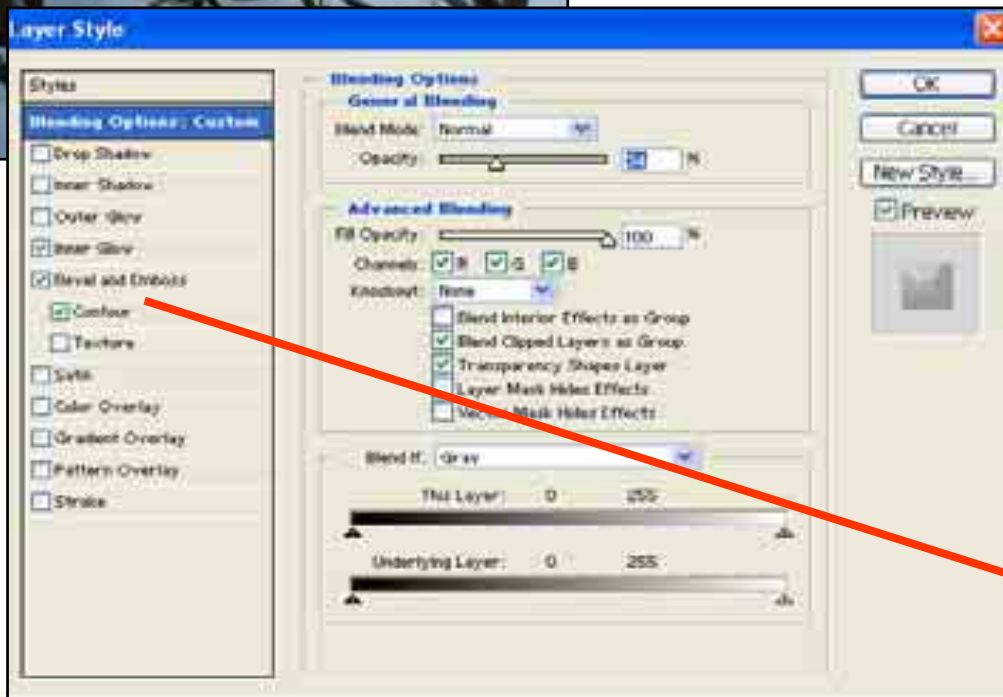 Layer Style
Styles
Blending Options: Custom
Drop Shadow
Inner Shadow
Outer Glow
Inner Glow
Bevel and Emboss
Contour
Texture
Satin
Color Overlay
Gradient Overlay
Pattern Overlay
Stroke
Blending Options
General Blending
Blend Mode: Normal
Opacity: %
Advanced Blending
Fill Opacity: 100 %
Channels: R G B
Knockout: None
Blend Interior Effects as Group
Blend Clipped Layers as Group
Transparency Shapes Layer
Layer Mask Hides Effects
Vector Mask Hides Effects
Blend If: Gray
This Layer: 0 255
Underlying Layer: 0 255
OK
Cancel
New Style...
Preview